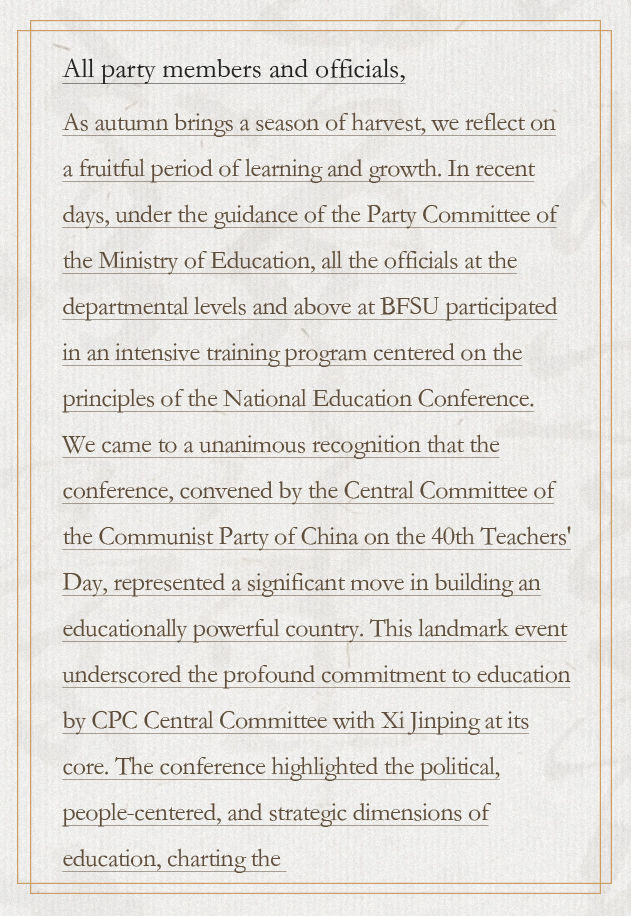 All party members and officials,
As autumn brings a season of harvest, we reflect on
a fruitful period of learning and growth. In recent
days, under the guidance of the Party Committee of
the Ministry of Education, all the officials at the
departmental levels and above at BFSU participated
in an intensive training program centered on the
principles of the National Education Conference.
We came to a unanimous recognition that the
conference, convened by the Central Committee of
the Communist Party of China on the 40th Teachers'
Day, represented a significant move in building an
educationally powerful country. This landmark event
underscored the profound commitment to education
by CPC Central Committee with Xi Jinping at its
core. The conference highlighted the political,
people-centered, and strategic dimensions of
education, charting the